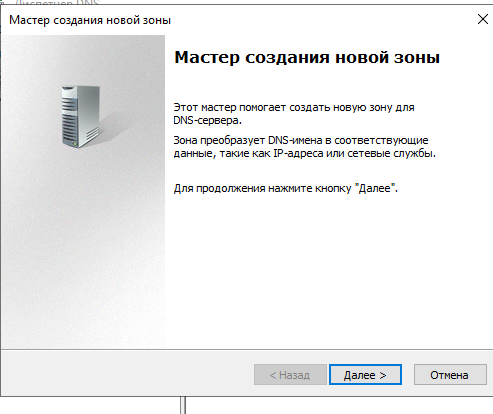 Диспетчер DNS
Мастер создания новой зоны
Мастер создания новой зоны
Этот мастер помогает создать новую зону для
DNS-сервера.
Зона преобразует DNS-имена в соответствующие
данные, такие как IP-адреса или сетевые службы.
Для продолжения нажмите кнопку "Далее".
< Назад
Далее >
Отмена